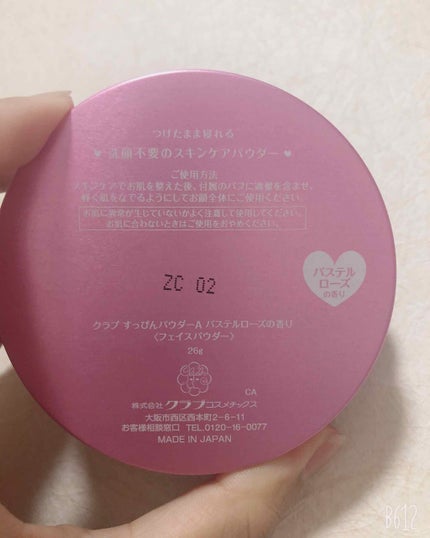 つけたまま寝れる
♥ 洗顔不要のスキンケアパウダー ♥
ご使用方法
スキンケアでお肌を整えた後、付属のパフに適量を含ませ、
軽く肌をなでるようにしてお顔全体にご使用ください。
お肌に異常が生じていないかよく注意して使用してください。
お肌に合わないときはご使用をおやめください。
パステル
ローズ
の香り
ZC 02
クラブ すっぴんパウダーA パステルローズの香り
〈フェイスパウダー〉
26g
CA
株式会社 クラブコスメチックス
大阪市西区西本町2-6-11
お客様相談窓口 TEL.0120-16-0077
MADE IN JAPAN
B612